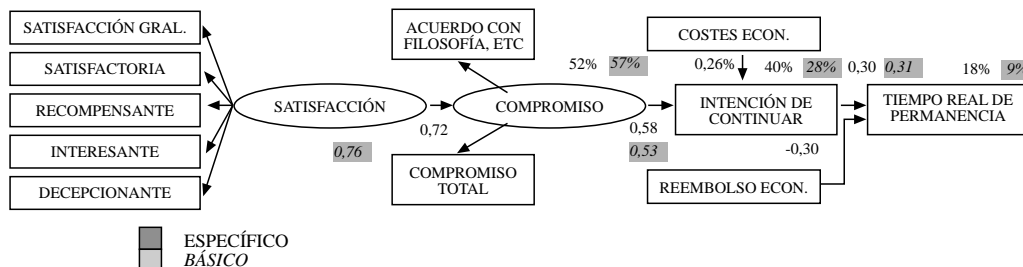 SATISFACCIÓN GRAL.
SATISFACTORIA
RECOMPENSANTE
INTERESANTE
DECEPCIONANTE
SATISFACCIÓN
0,72
0,76
ACUERDO CON
FILOSOFÍA, ETC
52% 57%
COMPROMISO
0,58
0,53
COMPROMISO
TOTAL
COSTES ECON.
0,26%
40% 28%
INTENCIÓN DE
CONTINUAR
0,30 0,31
-0,30
REEMBOLSO ECON.
18% 9%
TIEMPO REAL DE
PERMANENCIA
ESPECÍFICO
BÁSICO